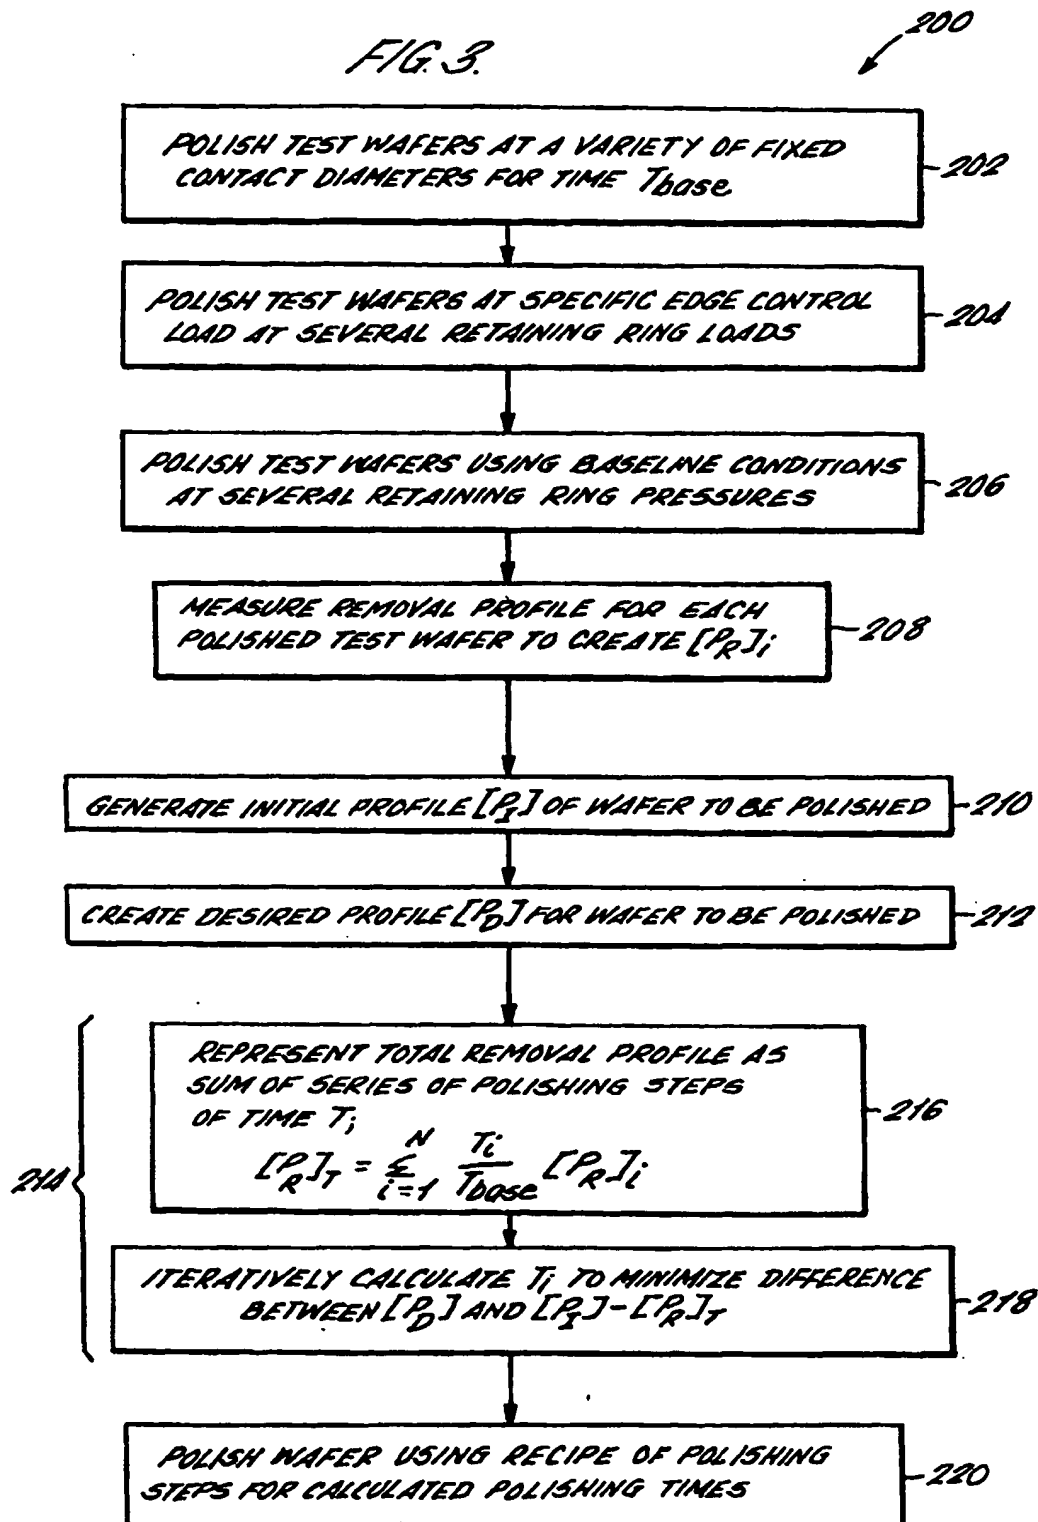 FIG. 3.
200
POLISH TEST WAFERS AT A VARIETY OF FIXED
CONTACT DIAMETERS FOR TIME Tbase
202
POLISH TEST WAFERS AT SPECIFIC EDGE CONTROL
LOAD AT SEVERAL RETAINING RING LOADS
204
POLISH TEST WAFERS USING BASELINE CONDITIONS
AT SEVERAL RETAINING RING PRESSURES
206
MEASURE REMOVAL PROFILE FOR EACH
POLISHED TEST WAFER TO CREATE [PR]i
208
GENERATE INITIAL PROFILE [PI] OF WAFER TO BE POLISHED
210
CREATE DESIRED PROFILE [PD] FOR WAFER TO BE POLISHED
212
214
REPRESENT TOTAL REMOVAL PROFILE AS
SUM OF SERIES OF POLISHING STEPS
OF TIME Ti
[PR]T = Σ i=1 N Ti/Tbase [PR]i
216
ITERATIVELY CALCULATE Ti TO MINIMIZE DIFFERENCE
BETWEEN [PD] AND [PI]-[PR]T
218
POLISH WAFER USING RECIPE OF POLISHING
STEPS FOR CALCULATED POLISHING TIMES
220